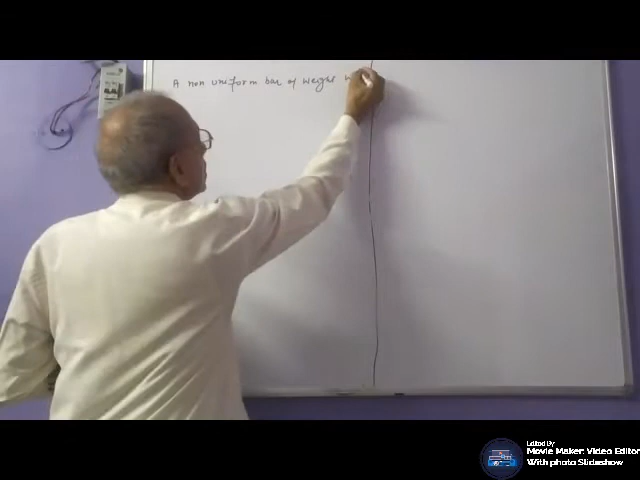 A non uniform bar of weight W
Edited By
Movie Maker: Video Editor
With photo Slideshow